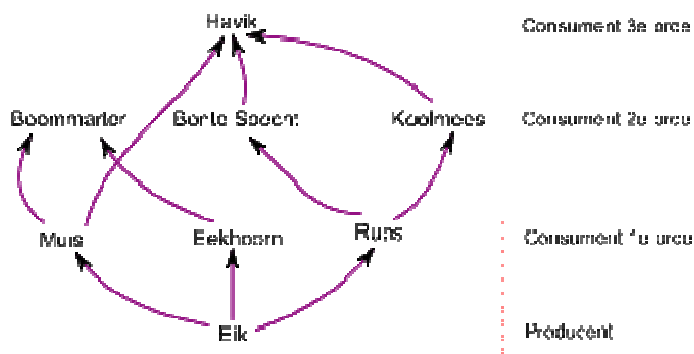 Havik
Consument 3e orde
Boommarter
Bonte Specht
Koolmees
Consument 2e orde
Muis
Eekhoorn
Rups
Consument 1e orde
Eik
Producent